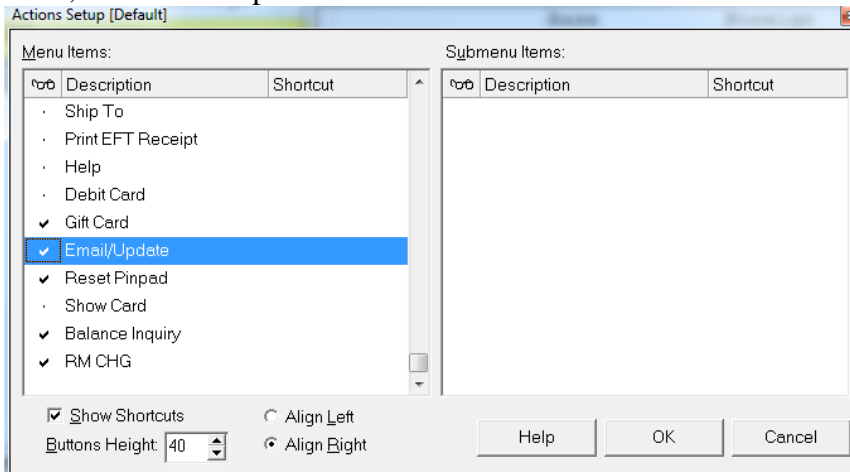 Actions Setup [Default]
Menu Items:
Submenu Items:
Description Shortcut
Description Shortcut
Ship To
Print EFT Receipt
Help
Debit Card
Gift Card
Email/Update
Reset Pinpad
Show Card
Balance Inquiry
RM CHG
Show Shortcuts
Align Left
Buttons Height: 40
Align Right
Help
OK
Cancel